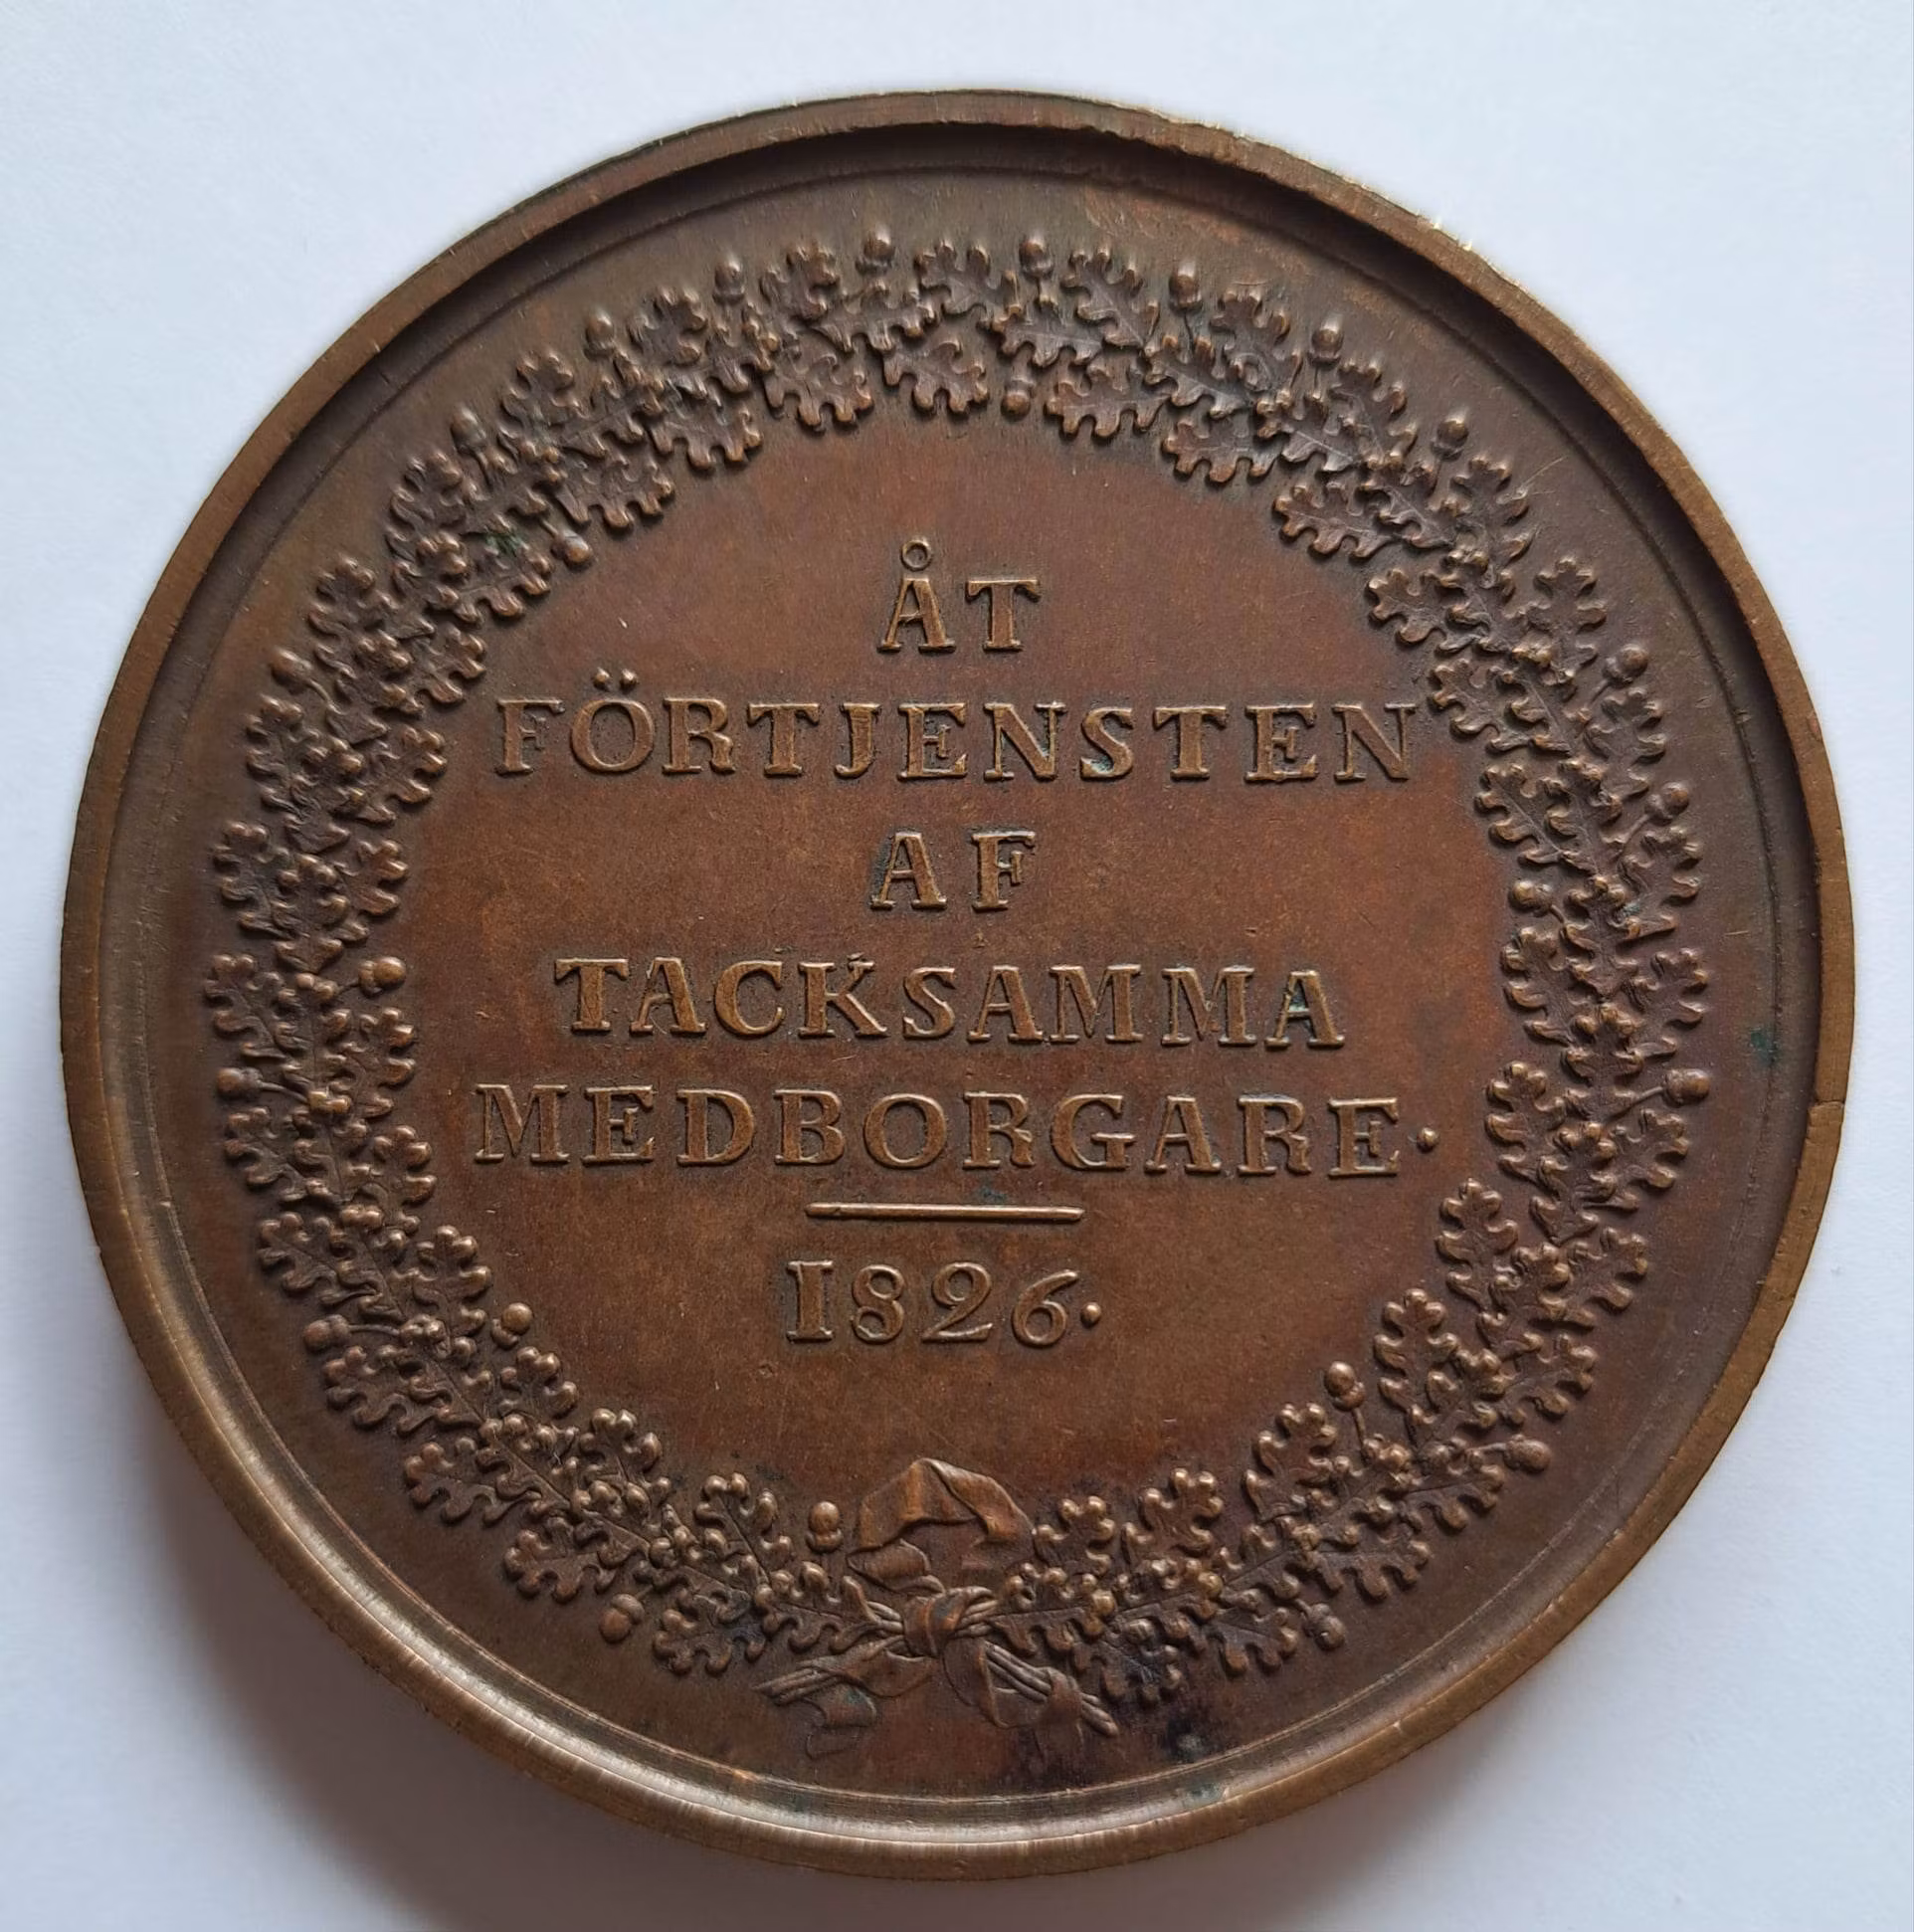 ÅT
FÖRTJENSTEN
AF
TACKSAMMA
MEDBORGARE.
1826.